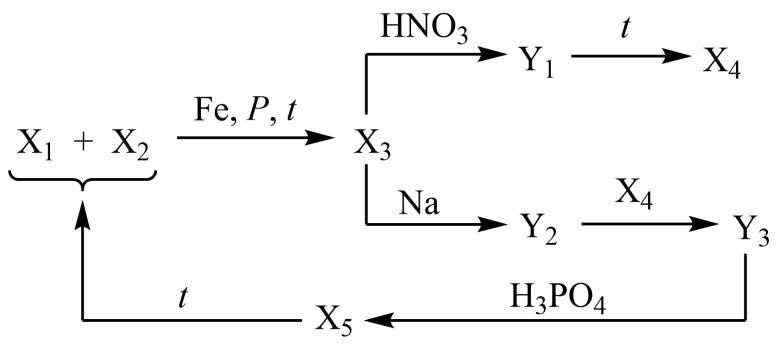 HNO₃
Y₁ t X₄
X₁ + X₂ Fe, P, t X₃
Na Y₂ X₄ Y₃
t X₅ H₃PO₄